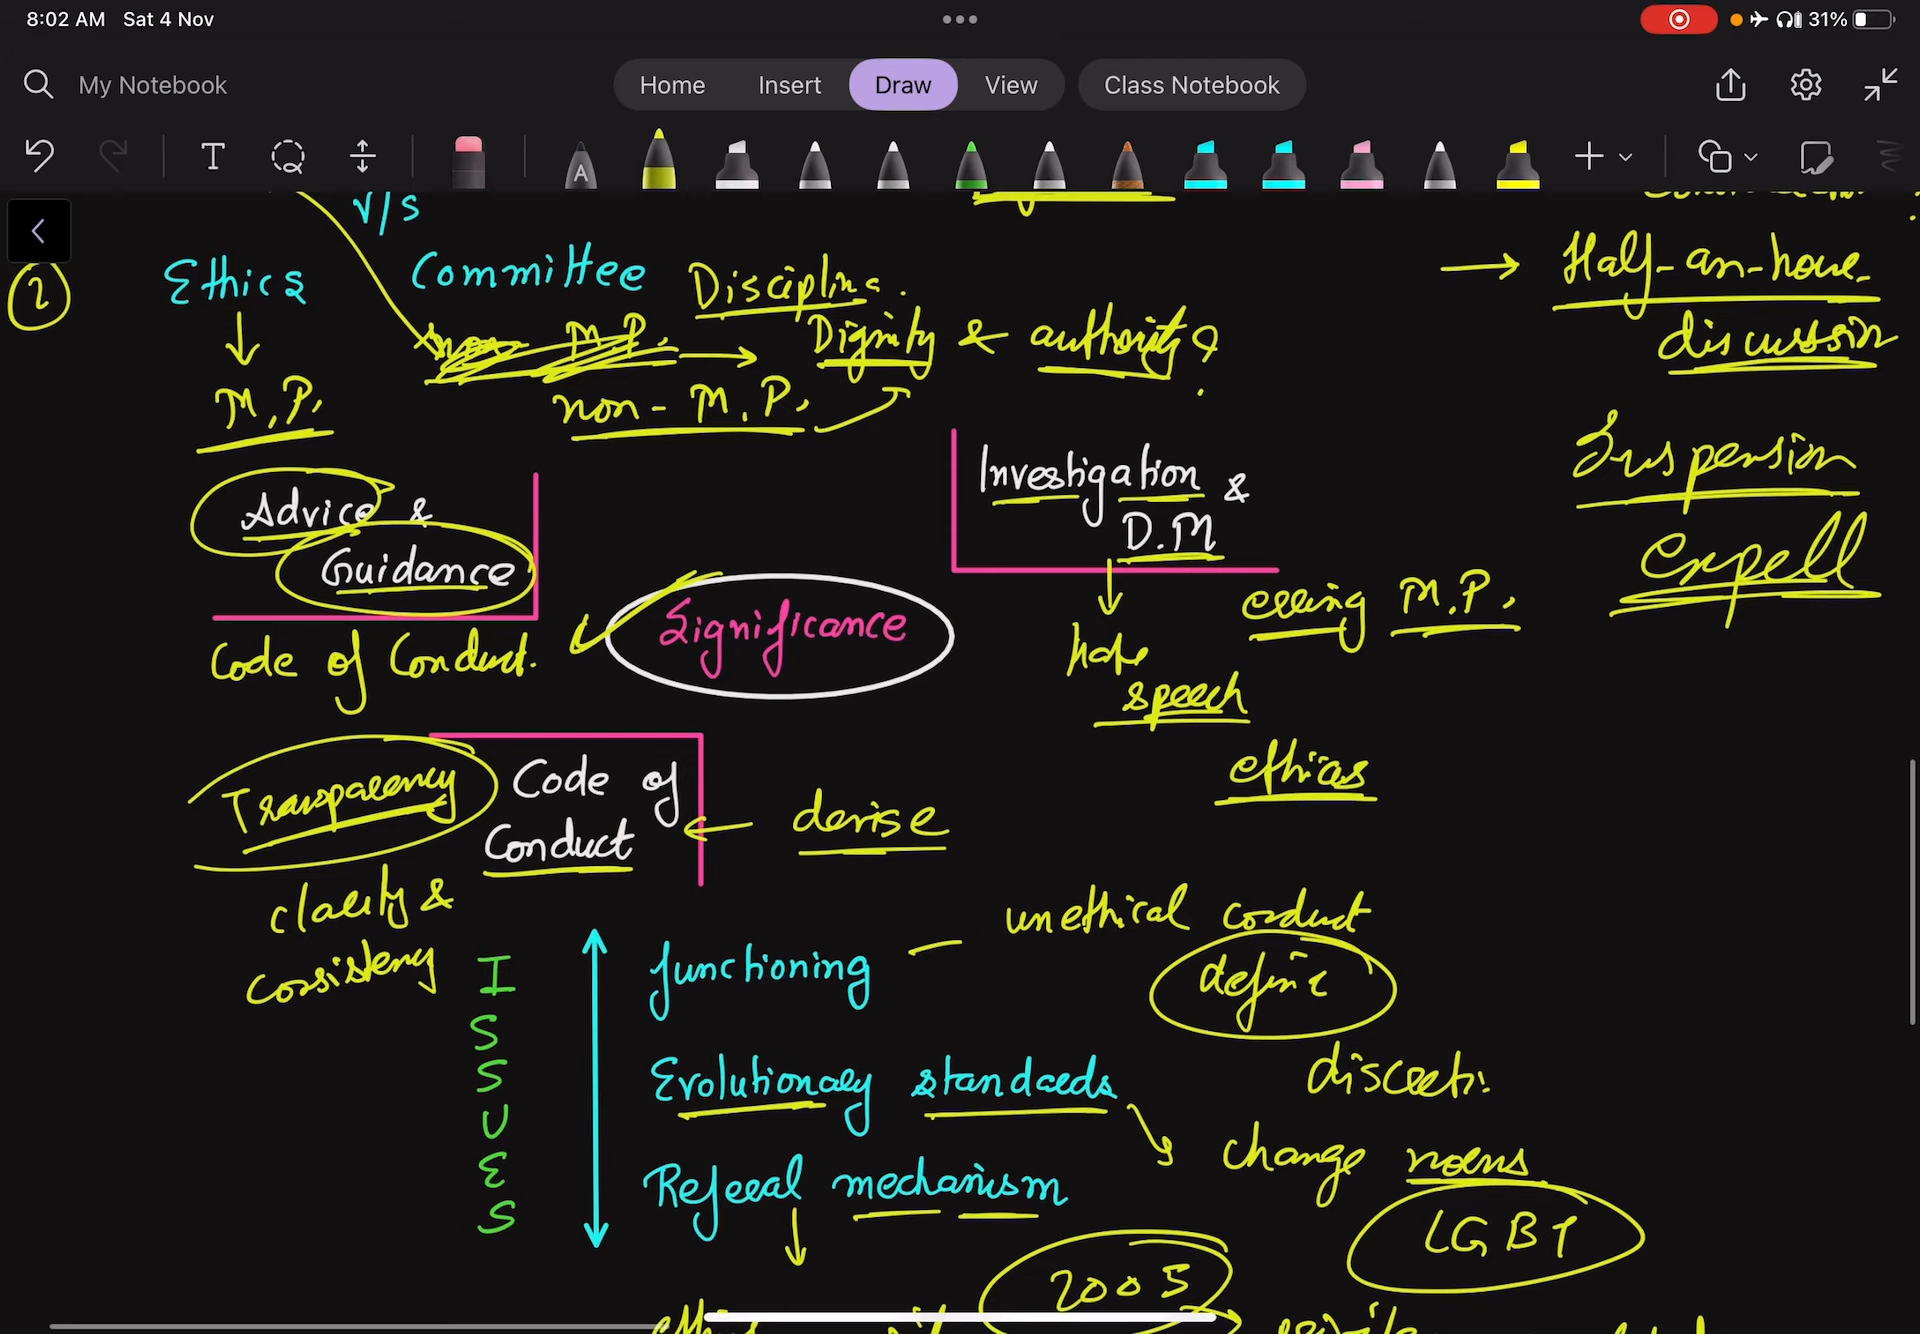 8:02 AM Sat 4 Nov
31%
My Notebook
Home Insert Draw View Class Notebook
T
A
V/S
2
Ethics Committee
Discipline.
M.P. → Dignity & authority?
→ Half-an-hour
discussion
M.P.
non-M.P.
Suspension
Expell
Advice &
Guidance
Investigation &
D.M
erring M.P.
Code of Conduct.
Significance
hate
speech
ethics
Transparency
Code of
Conduct
← devise
clarity &
consistency
ISSUES
functioning — unethical conduct
define
discreti.
Evolutionary standards
change norms
LGBT
Referral mechanism
2005